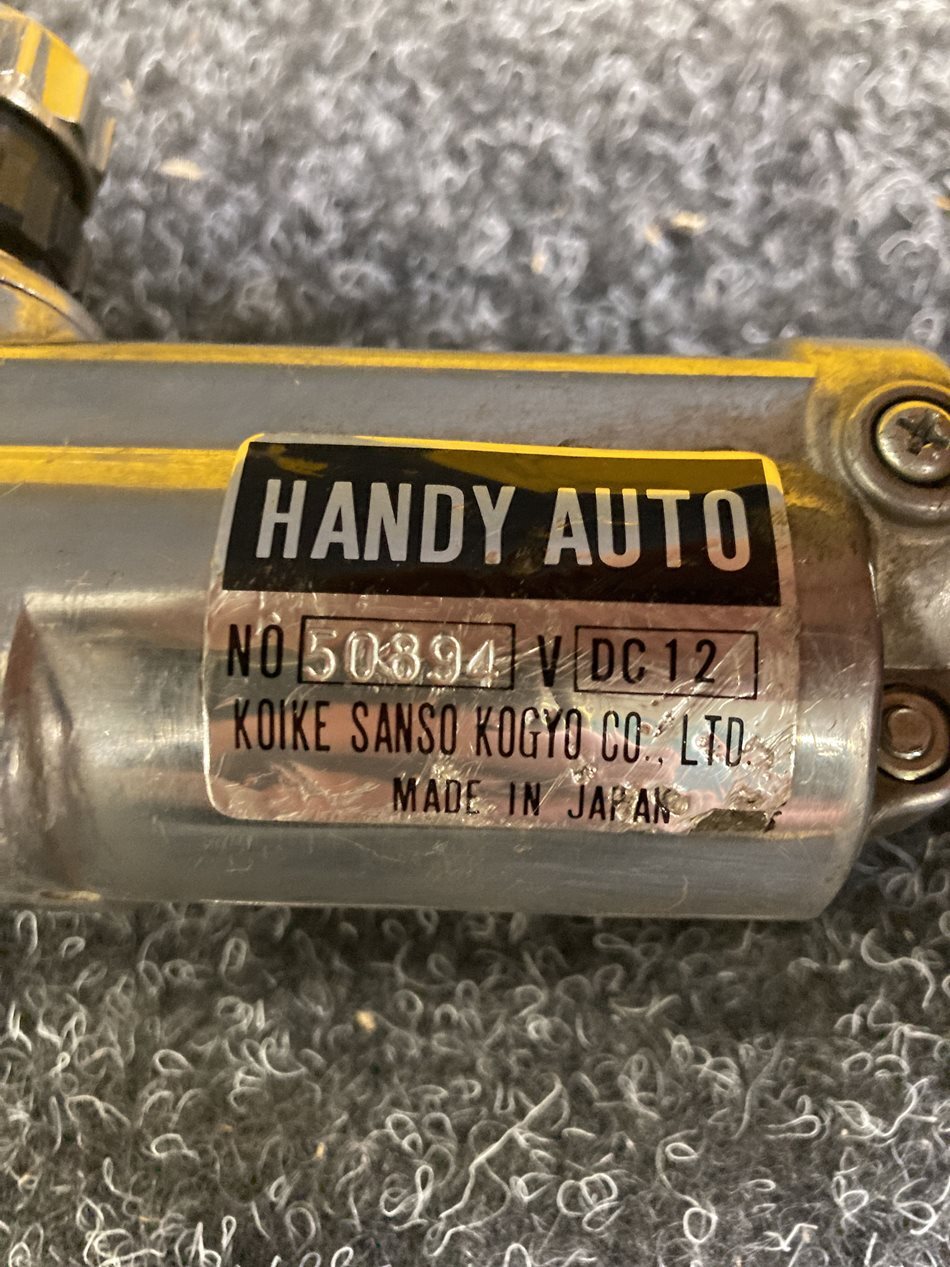 HANDY AUTO
NO 50894 V DC12
KOIKE SANSO KOGYO CO., LTD.
MADE IN JAPAN